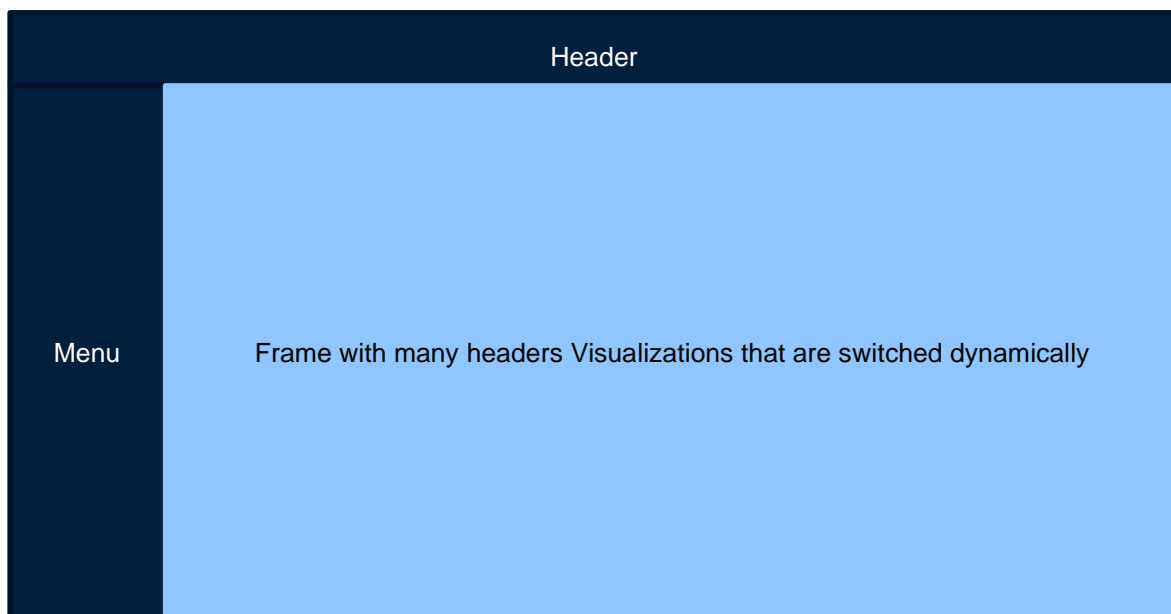 Header
Menu
Frame with many headers Visualizations that are switched dynamically